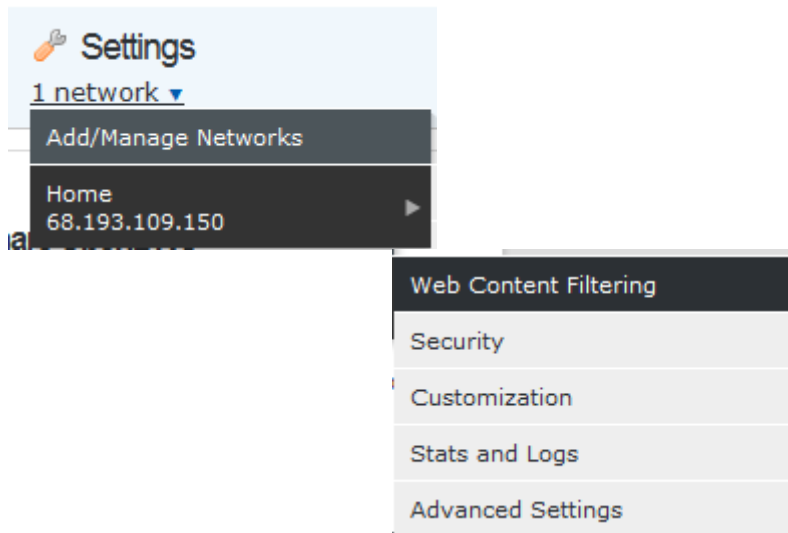 Settings
1 network ▾
Add/Manage Networks
Home
68.193.109.150
Web Content Filtering
Security
Customization
Stats and Logs
Advanced Settings